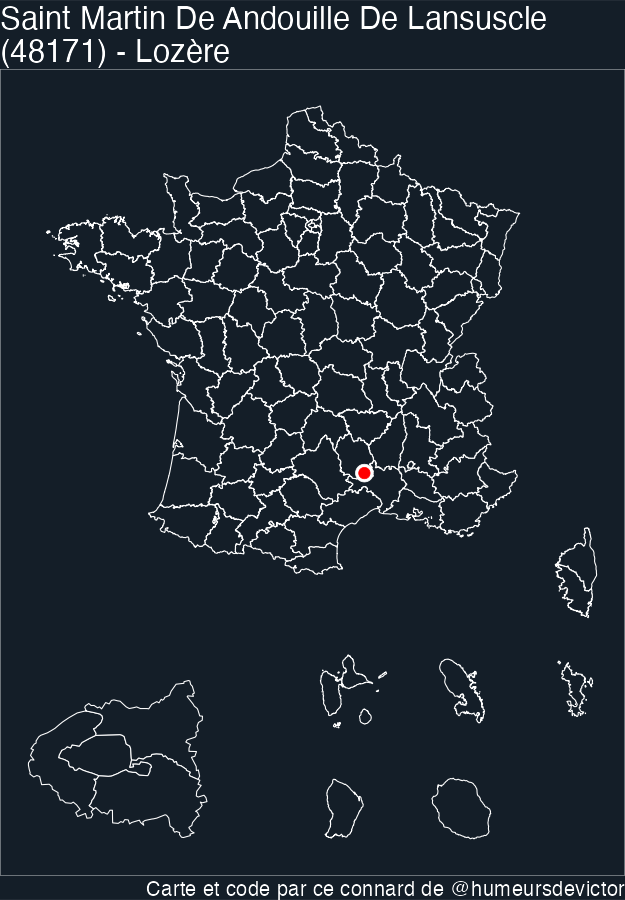 Saint Martin De Andouille De Lansuscle
(48171) - Lozère
Carte et code par ce connard de @humeursdevictor